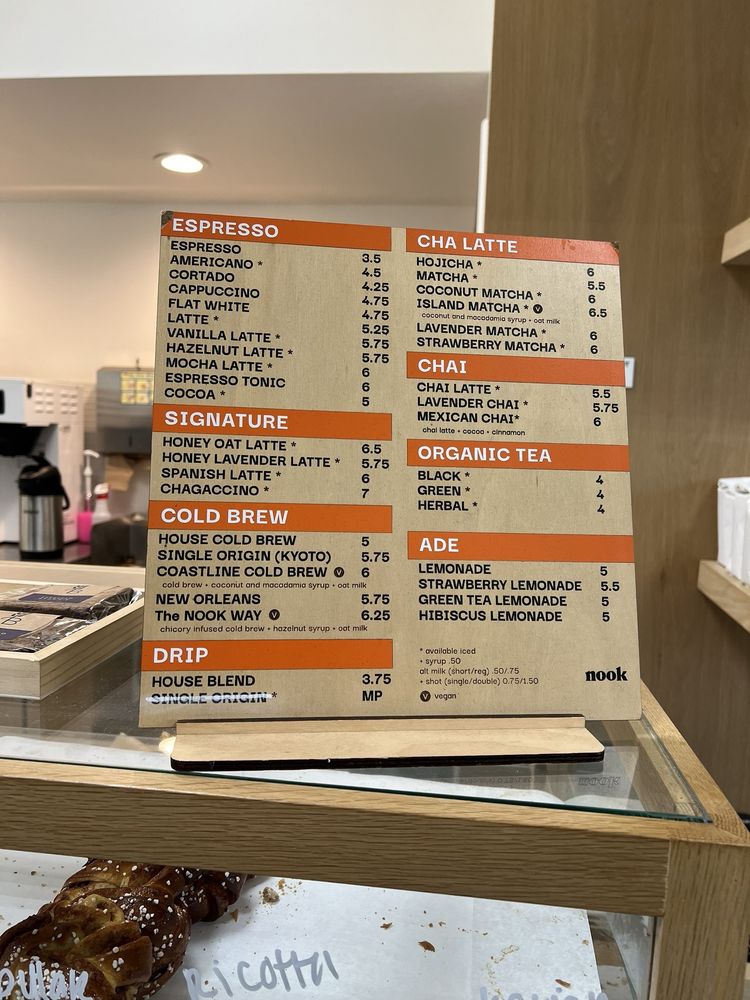 ESPRESSO
ESPRESSO 3.5
AMERICANO * 4.5
CORTADO 4.25
CAPPUCCINO 4.75
FLAT WHITE 4.75
LATTE * 5.25
VANILLA LATTE * 5.75
HAZELNUT LATTE * 5.75
MOCHA LATTE * 6
ESPRESSO TONIC 6
COCOA * 5
SIGNATURE
HONEY OAT LATTE * 6.5
HONEY LAVENDER LATTE * 5.75
SPANISH LATTE * 6
CHAGACCINO * 7
COLD BREW
HOUSE COLD BREW 5
SINGLE ORIGIN (KYOTO) 5.75
COASTLINE COLD BREW V 6
cold brew + coconut and macadamia syrup + oat milk
NEW ORLEANS 5.75
The NOOK WAY V 6.25
chicory infused cold brew + hazelnut syrup + oat milk
DRIP
HOUSE BLEND 3.75
SINGLE ORIGIN * MP
CHA LATTE
HOJICHA * 6
MATCHA * 5.5
COCONUT MATCHA * 6
ISLAND MATCHA * V 6.5
coconut and macadamia syrup + oat milk
LAVENDER MATCHA * 6
STRAWBERRY MATCHA * 6
CHAI
CHAI LATTE * 5.5
LAVENDER CHAI * 5.75
MEXICAN CHAI* 6
chai latte + cocoa + cinnamon
ORGANIC TEA
BLACK * 4
GREEN * 4
HERBAL * 4
ADE
LEMONADE 5
STRAWBERRY LEMONADE 5.5
GREEN TEA LEMONADE 5
HIBISCUS LEMONADE 5
* available iced
+ syrup .50
alt milk (short/reg) .50/.75
+ shot (single/double) 0.75/1.50
V vegan
nook
Ricotta